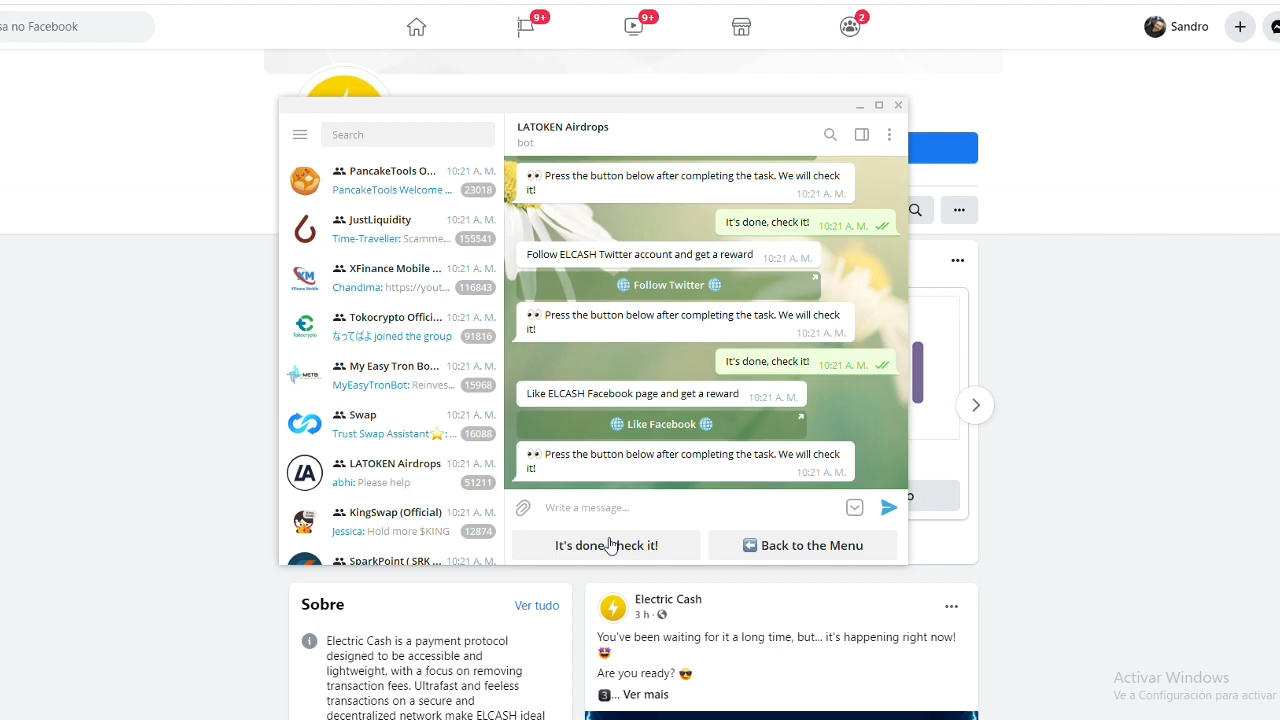 sa no Facebook
9+
9+
2
Sandro
Search
PancakeTools O... 10:21 A. M.
PancakeTools Welcome ... 23018
JustLiquidity 10:21 A. M.
Time-Traveller: Scamme... 155541
XFinance Mobile ... 10:21 A. M.
Chandima: https://yout... 116843
Tokocrypto Offici... 10:21 A. M.
なってばよ joined the group 91816
My Easy Tron Bo... 10:21 A. M.
MyEasyTronBot: Reinves... 15968
Swap 10:21 A. M.
Trust Swap Assistant⭐: ... 16088
LATOKEN Airdrops 10:21 A. M.
abhi: Please help 51211
KingSwap (Official) 10:21 A. M.
Jessica: Hold more $KING 12874
SparkPoint ( SRK ... 10:21 A. M.
LATOKEN Airdrops
bot
👀 Press the button below after completing the task. We will check
it!
10:21 A. M.
It's done, check it! 10:21 A. M.
Follow ELCASH Twitter account and get a reward 10:21 A. M.
🌐 Follow Twitter 🌐
👀 Press the button below after completing the task. We will check
it!
10:21 A. M.
It's done, check it! 10:21 A. M.
Like ELCASH Facebook page and get a reward 10:21 A. M.
🌐 Like Facebook 🌐
👀 Press the button below after completing the task. We will check
it!
10:21 A. M.
Write a message...
It's done, check it!
⬅️ Back to the Menu
Sobre
Ver tudo
Electric Cash is a payment protocol
designed to be accessible and
lightweight, with a focus on removing
transaction fees. Ultrafast and feeless
transactions on a secure and
decentralized network make ELCASH ideal
Electric Cash
3 h ·
You've been waiting for it a long time, but... it's happening right now!
🤩
Are you ready? 😎
3️⃣... Ver mais
Activar Windows
Ve a Configuración para activar